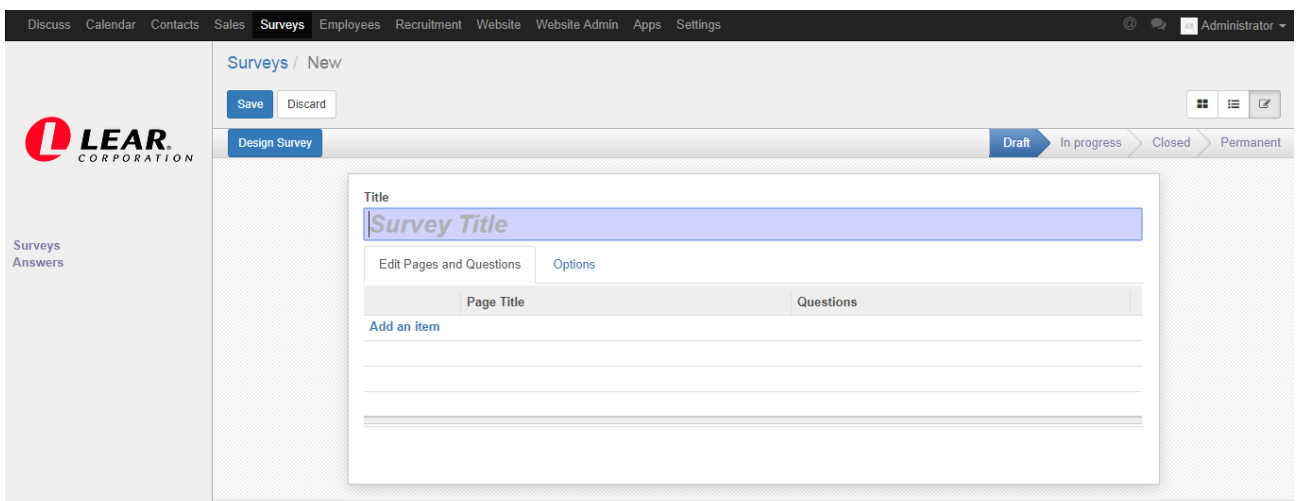 Discuss Calendar Contacts Sales Surveys Employees Recruitment Website Website Admin Apps Settings @ Administrator
Surveys / New
Save Discard
LEAR.
CORPORATION
Design Survey Draft In progress Closed Permanent
Title
Survey Title
Surveys
Answers
Edit Pages and Questions Options
Page Title Questions
Add an item